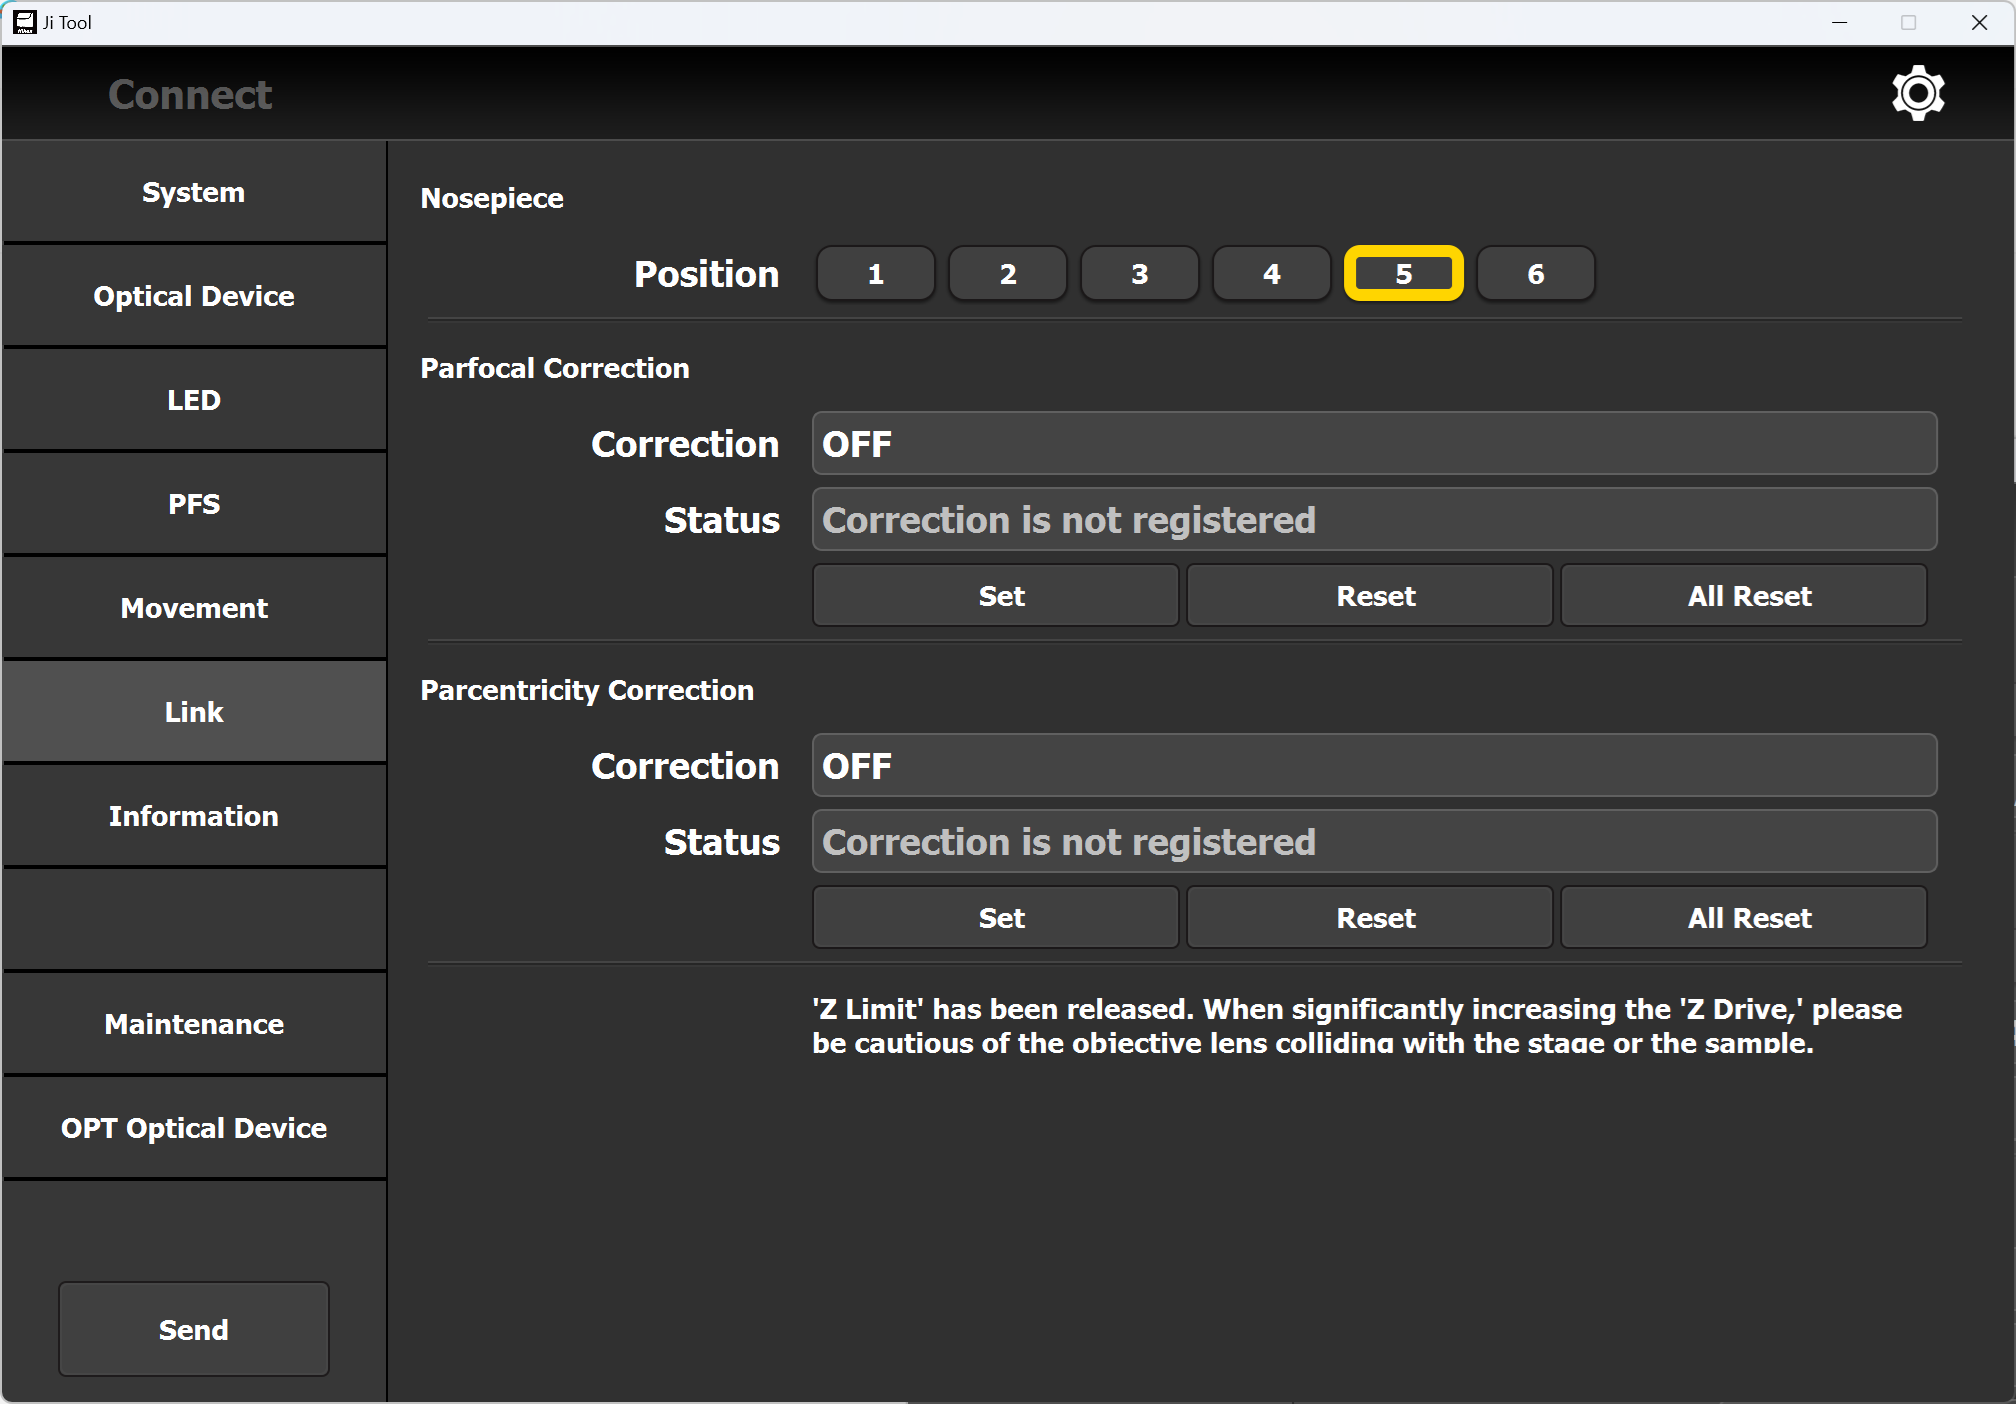 Ji Tool
Connect
System
Optical Device
LED
PFS
Movement
Link
Information
Maintenance
OPT Optical Device
Send
Nosepiece
Position 1 2 3 4 5 6
Parfocal Correction
Correction OFF
Status Correction is not registered
Set Reset All Reset
Parcentricity Correction
Correction OFF
Status Correction is not registered
Set Reset All Reset
'Z Limit' has been released. When significantly increasing the 'Z Drive,' please
be cautious of the objective lens colliding with the stage or the sample.